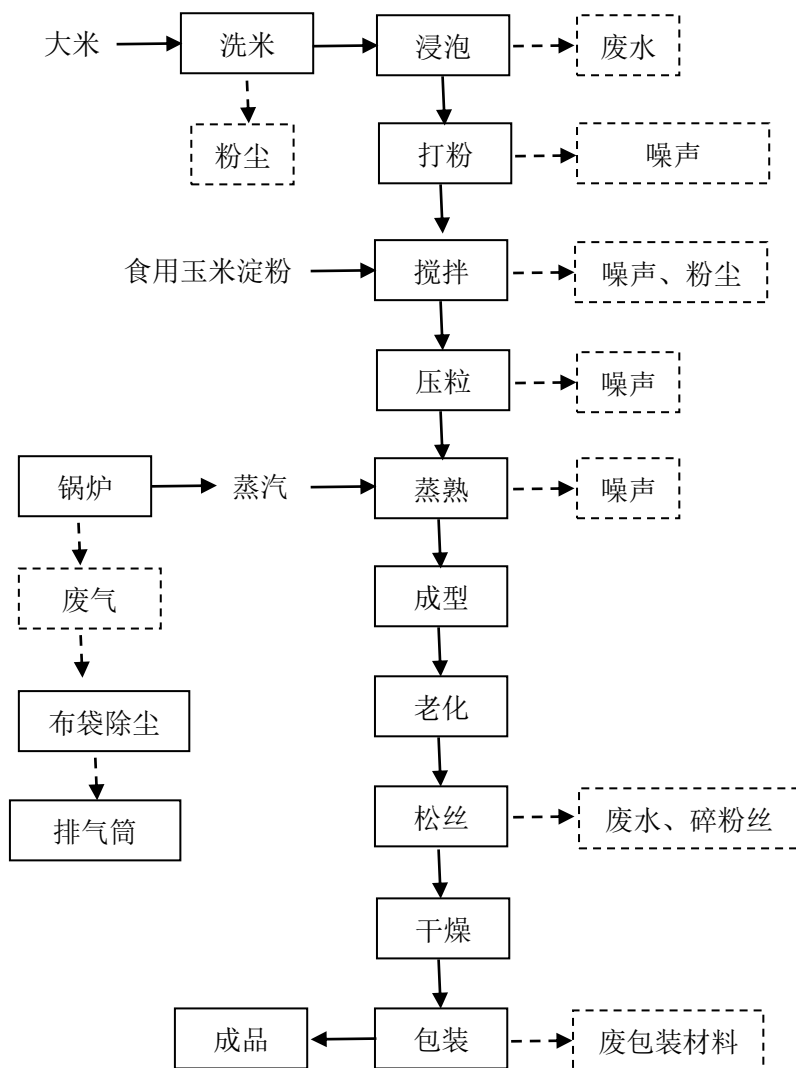 大米
洗米
浸泡
废水
粉尘
打粉
噪声
食用玉米淀粉
搅拌
噪声、粉尘
压粒
噪声
锅炉
蒸汽
蒸熟
噪声
废气
成型
布袋除尘
老化
排气筒
松丝
废水、碎粉丝
干燥
成品
包装
废包装材料